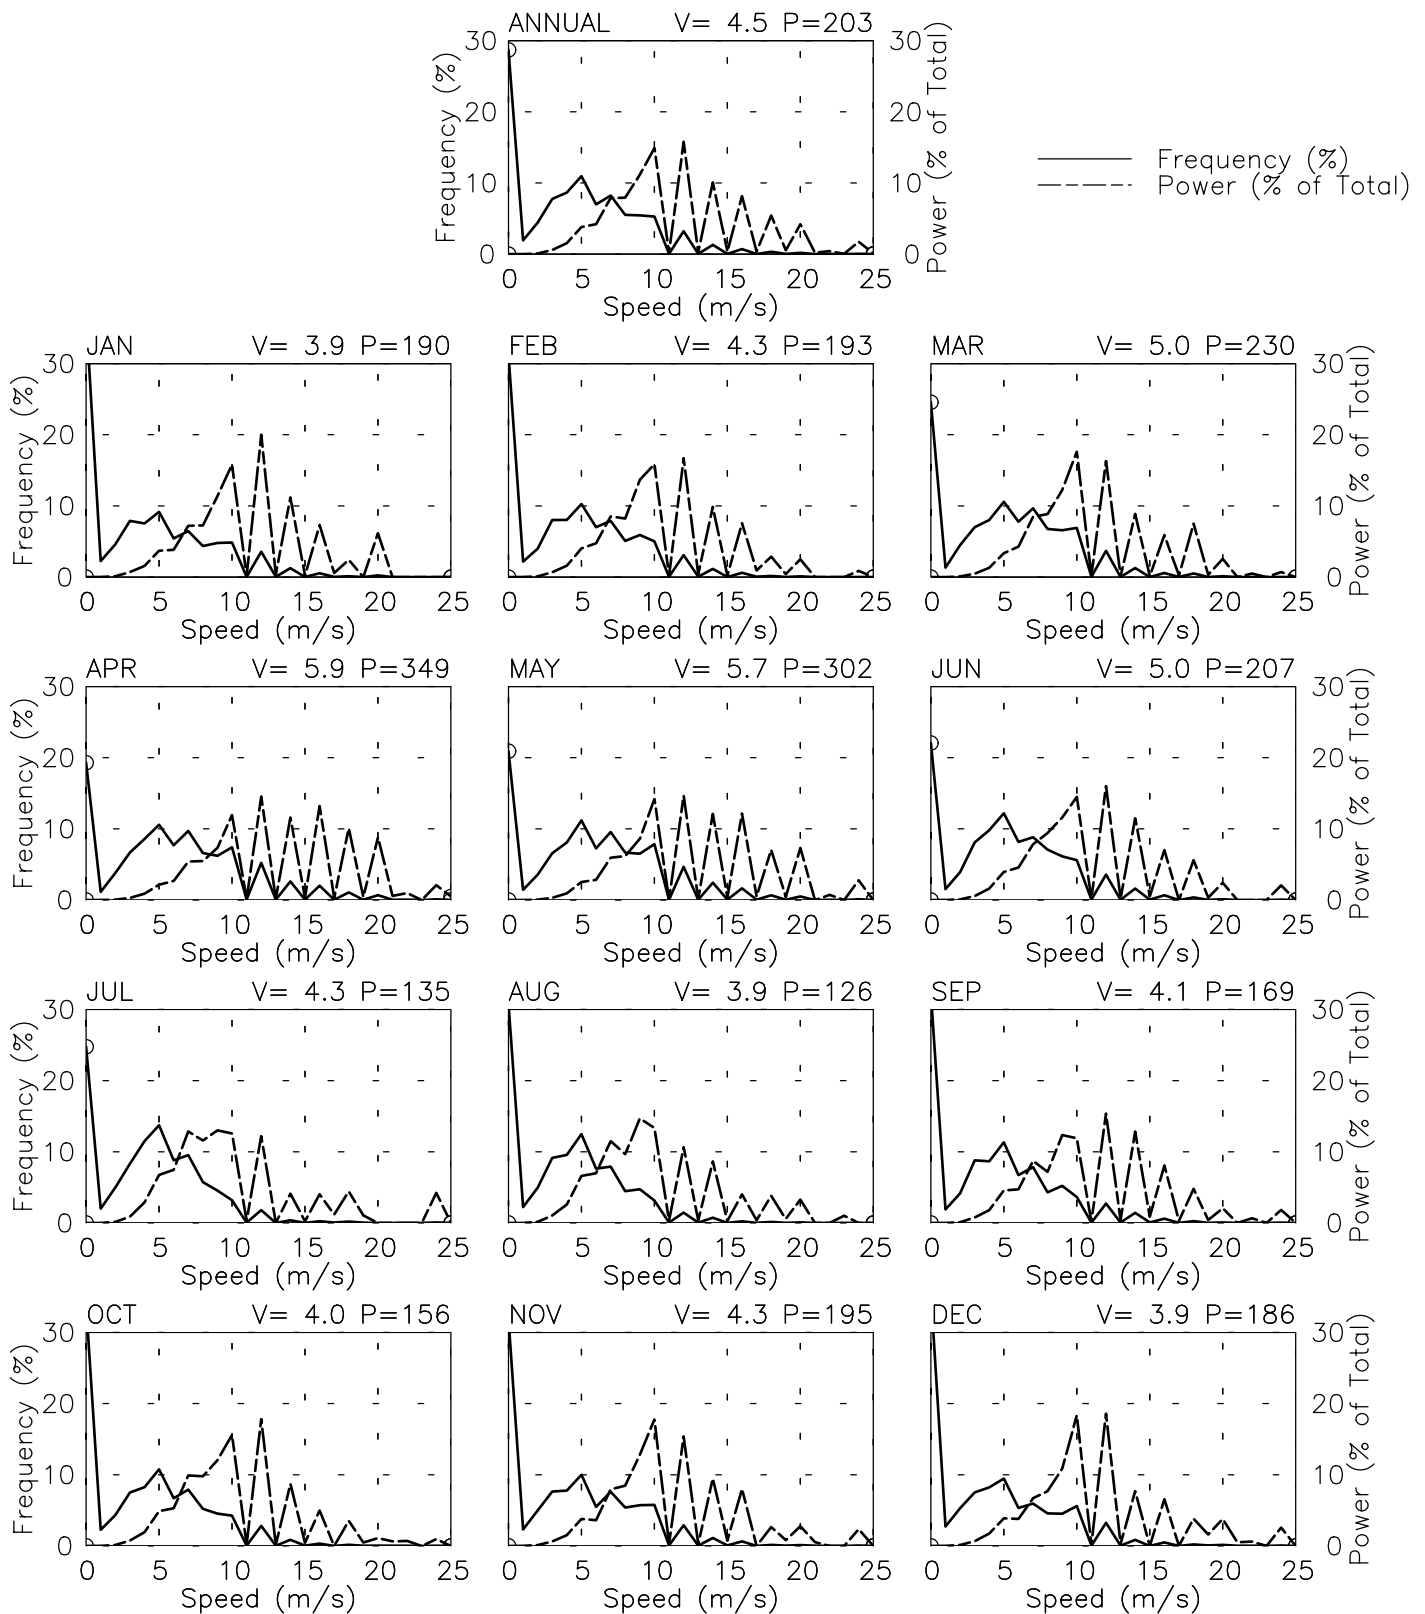 ANNUAL V= 4.5 P=203
30 30
20 20
10 10
0 0
Frequency (%)
Power (% of Total)
0 5 10 15 20 25
Speed (m/s)
Frequency (%)
Power (% of Total)
JAN V= 3.9 P=190 FEB V= 4.3 P=193 MAR V= 5.0 P=230
30 30
20 20
10 10
0 0
Frequency (%)
Power (% of Total)
0 5 10 15 20 25 0 5 10 15 20 25 0 5 10 15 20 25
Speed (m/s) Speed (m/s) Speed (m/s)
APR V= 5.9 P=349 MAY V= 5.7 P=302 JUN V= 5.0 P=207
30 30
20 20
10 10
0 0
Frequency (%)
Power (% of Total)
0 5 10 15 20 25 0 5 10 15 20 25 0 5 10 15 20 25
Speed (m/s) Speed (m/s) Speed (m/s)
JUL V= 4.3 P=135 AUG V= 3.9 P=126 SEP V= 4.1 P=169
30 30
20 20
10 10
0 0
Frequency (%)
Power (% of Total)
0 5 10 15 20 25 0 5 10 15 20 25 0 5 10 15 20 25
Speed (m/s) Speed (m/s) Speed (m/s)
OCT V= 4.0 P=156 NOV V= 4.3 P=195 DEC V= 3.9 P=186
30 30
20 20
10 10
0 0
Frequency (%)
Power (% of Total)
0 5 10 15 20 25 0 5 10 15 20 25 0 5 10 15 20 25
Speed (m/s) Speed (m/s) Speed (m/s)